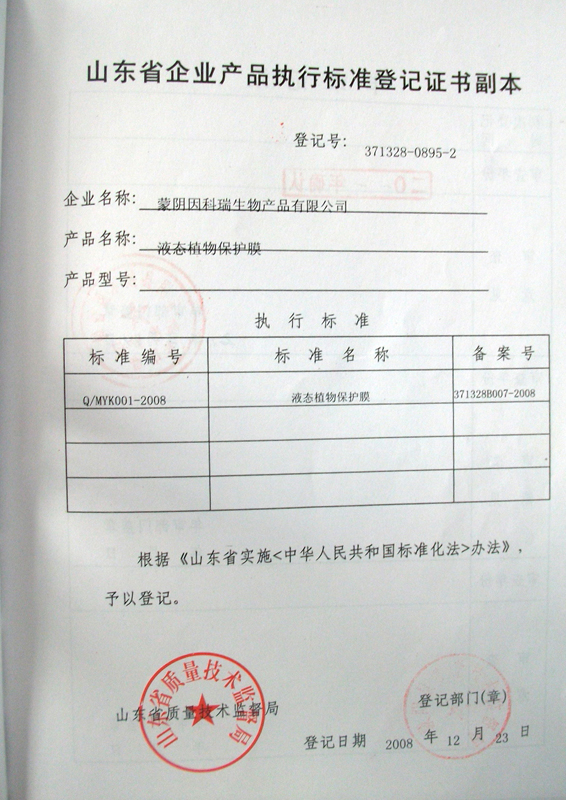 山东省企业产品执行标准登记证书副本
登记号: 371328-0895-2
企业名称: 蒙阴因科瑞生物产品有限公司
产品名称: 液态植物保护膜
产品型号:
执行标准
标准编号 标准名称 备案号
Q/MYK001-2008 液态植物保护膜 371328B007-2008
根据《山东省实施<中华人民共和国标准化法>办法》,
予以登记。
山东省质量技术监督局
山东省质量技术监督局 登记部门(章)
登记日期 2008 年 12 月 23 日